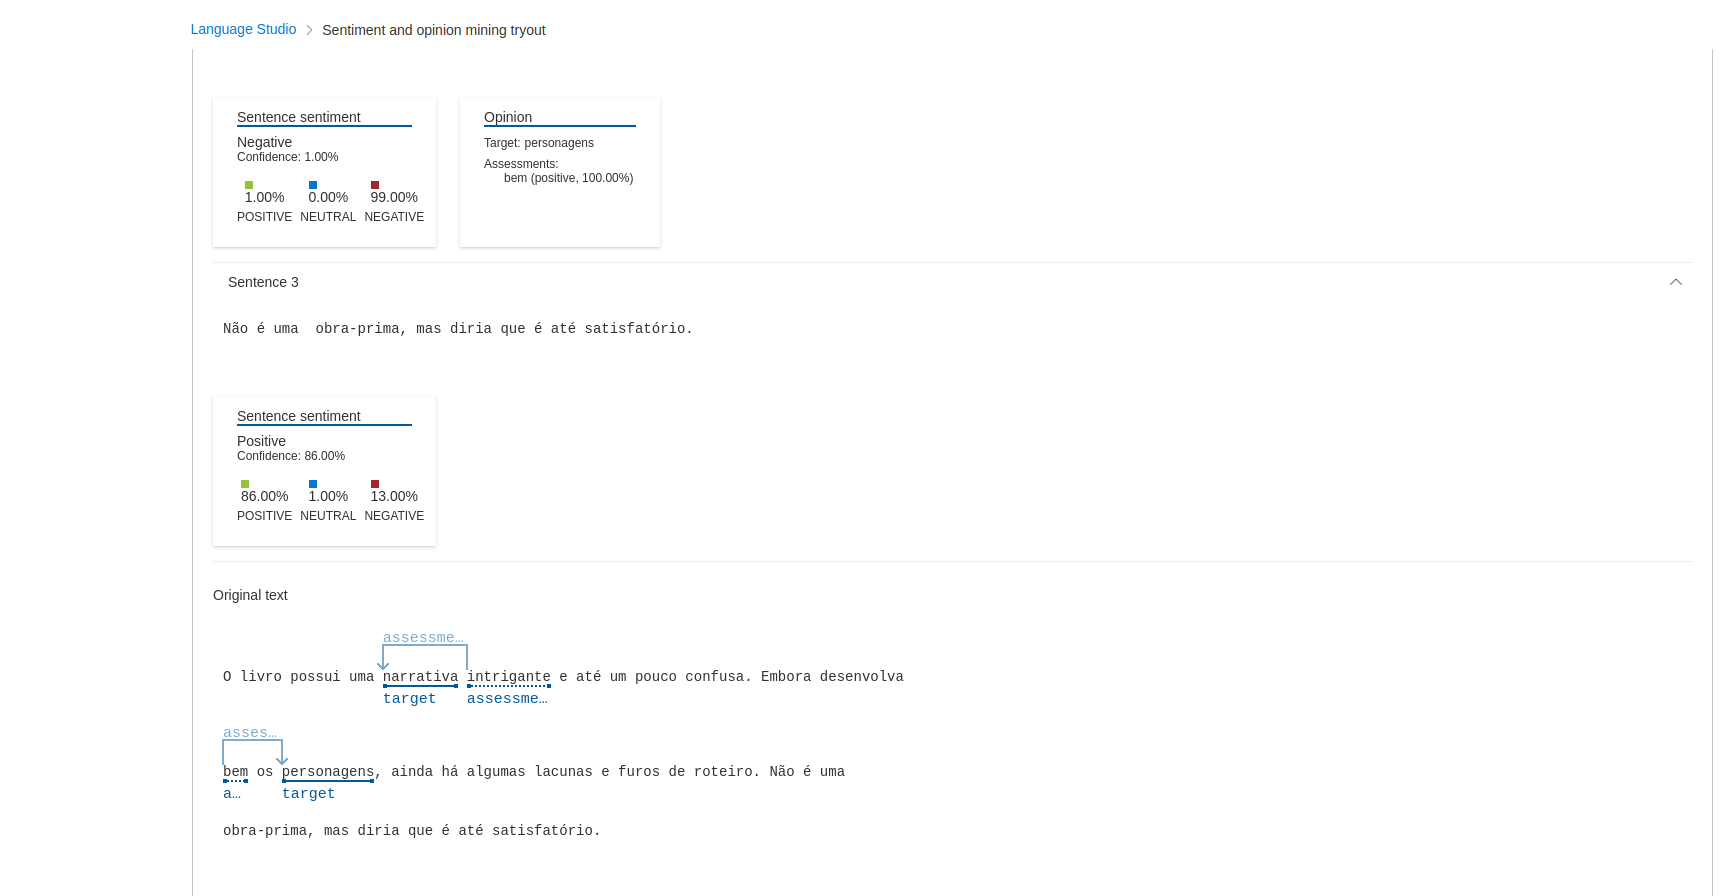 Language Studio > Sentiment and opinion mining tryout
Sentence sentiment
Negative
Confidence: 1.00%
1.00% 0.00% 99.00%
POSITIVE NEUTRAL NEGATIVE
Opinion
Target: personagens
Assessments:
bem (positive, 100.00%)
Sentence 3
Não é uma  obra-prima, mas diria que é até satisfatório.
Sentence sentiment
Positive
Confidence: 86.00%
86.00% 1.00% 13.00%
POSITIVE NEUTRAL NEGATIVE
Original text
assessme…
O livro possui uma narrativa intrigante e até um pouco confusa. Embora desenvolva
target assessme…
asses…
bem os personagens, ainda há algumas lacunas e furos de roteiro. Não é uma
a… target
obra-prima, mas diria que é até satisfatório.